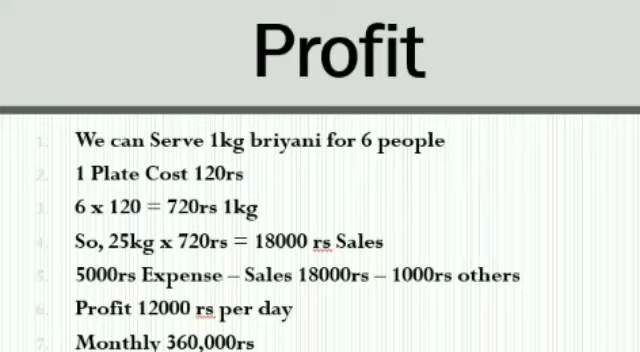 Profit
1. We can Serve 1kg briyani for 6 people
2. 1 Plate Cost 120rs
3. 6 x 120 = 720rs 1kg
4. So, 25kg x 720rs = 18000 rs Sales
5. 5000rs Expense – Sales 18000rs – 1000rs others
6. Profit 12000 rs per day
7. Monthly 360,000rs